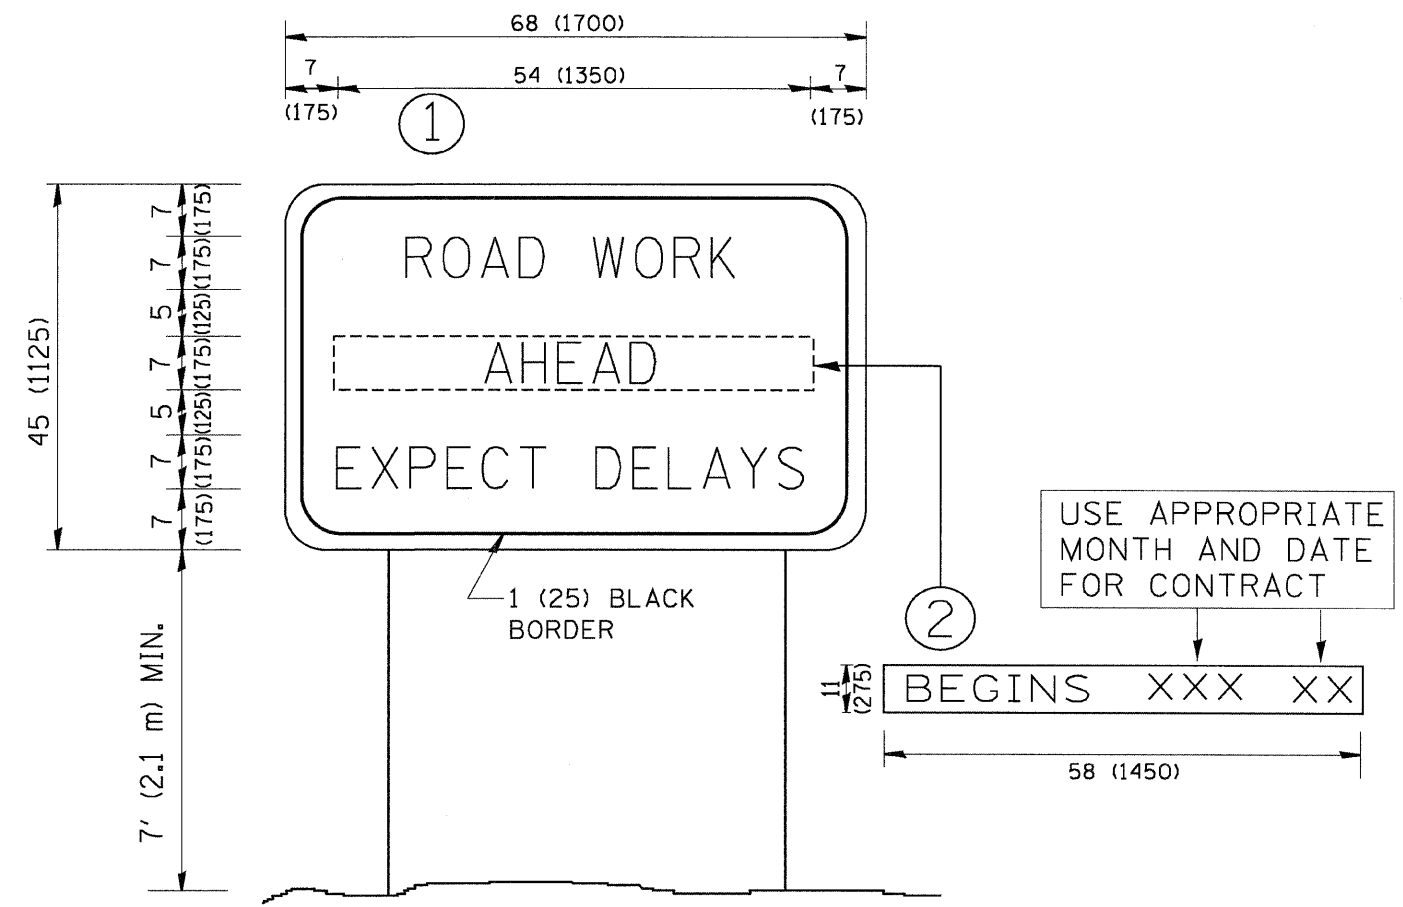 68 (1700)
7
54 (1350)
7
(175)
(175)
1
45 (1125)
7
(175)
7
(175)
5
(125)
7
(175)
5
(125)
7
(175)
7
(175)
ROAD WORK
AHEAD
EXPECT DELAYS
1 (25) BLACK
BORDER
7' (2.1 m) MIN.
2
USE APPROPRIATE
MONTH AND DATE
FOR CONTRACT
11
(275)
BEGINS XXX XX
58 (1450)